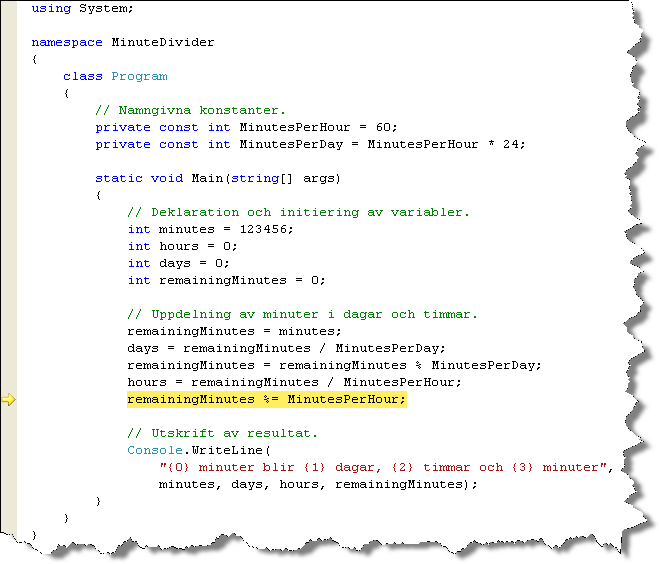 using System;
namespace MinuteDivider
{
class Program
{
// Namngivna konstanter.
private const int MinutesPerHour = 60;
private const int MinutesPerDay = MinutesPerHour * 24;
static void Main(string[] args)
{
// Deklaration och initiering av variabler.
int minutes = 123456;
int hours = 0;
int days = 0;
int remainingMinutes = 0;
// Uppdelning av minuter i dagar och timmar.
remainingMinutes = minutes;
days = remainingMinutes / MinutesPerDay;
remainingMinutes = remainingMinutes % MinutesPerDay;
hours = remainingMinutes / MinutesPerHour;
remainingMinutes %= MinutesPerHour;
// Utskrift av resultat.
Console.WriteLine(
"{0} minuter blir {1} dagar, {2} timmar och {3} minuter",
minutes, days, hours, remainingMinutes);
}
}
}